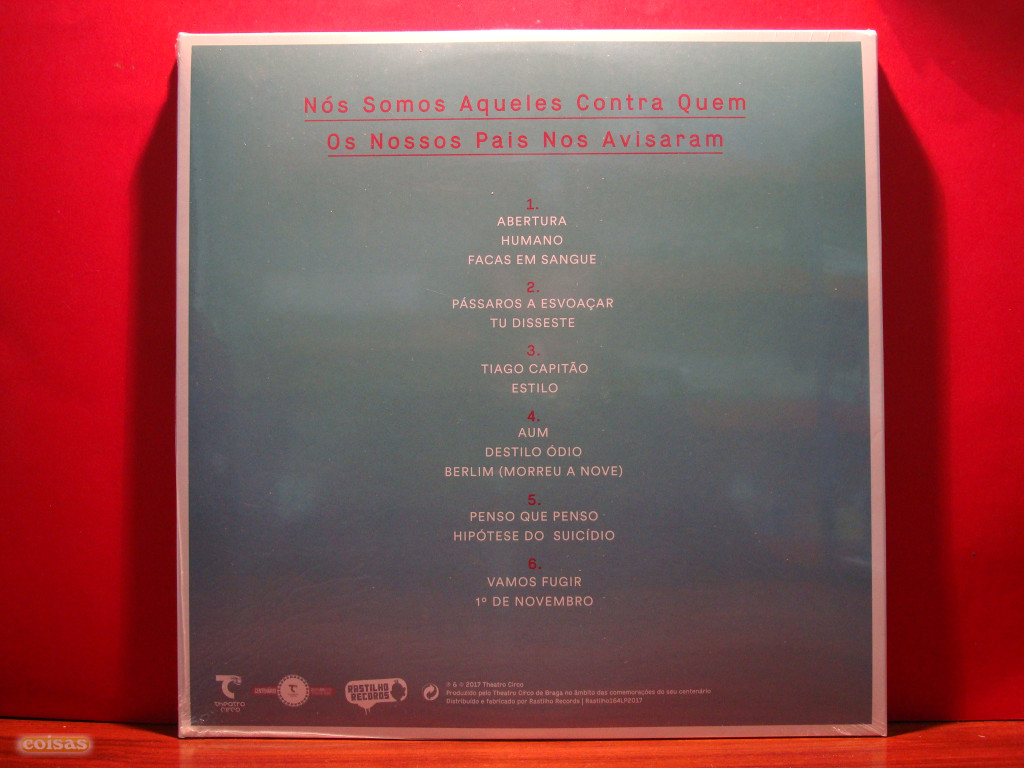 Nós Somos Aqueles Contra Quem
Os Nossos Pais Nos Avisaram
1.
ABERTURA
HUMANO
FACAS EM SANGUE
2.
PÁSSAROS A ESVOAÇAR
TU DISSESTE
3.
TIAGO CAPITÃO
ESTILO
4.
AUM
DESTILO ÓDIO
BERLIM (MORREU A NOVE)
5.
PENSO QUE PENSO
HIPÓTESE DO SUICÍDIO
6.
VAMOS FUGIR
1º DE NOVEMBRO
theatro
circo
RASTILHO
RECORDS
℗ & © 2017 Theatro Circo
Produzido pelo Theatro Circo de Braga no âmbito das comemorações do seu centenário
Distribuído e fabricado por Rastilho Records | Rastilho164LP2017
coisas